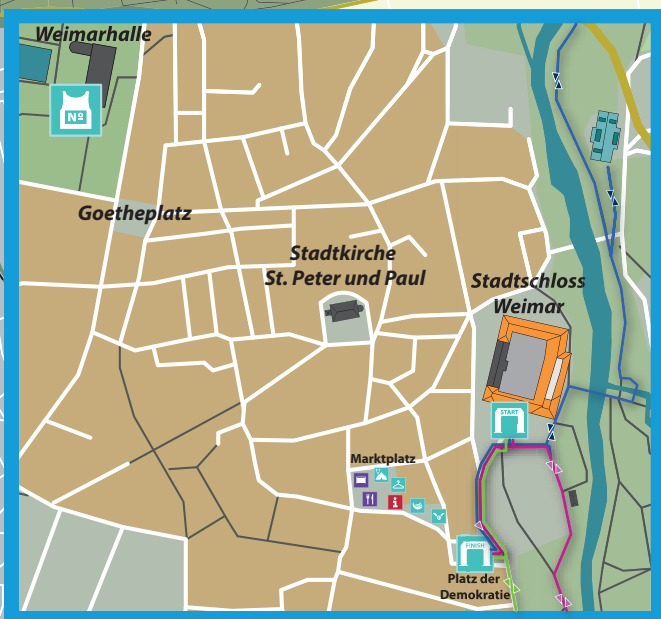 Weimarhalle
Nº
Goetheplatz
Stadtkirche
St. Peter und Paul
Stadtschloss
Weimar
START
Marktplatz
i
FINISH
Platz der
Demokratie